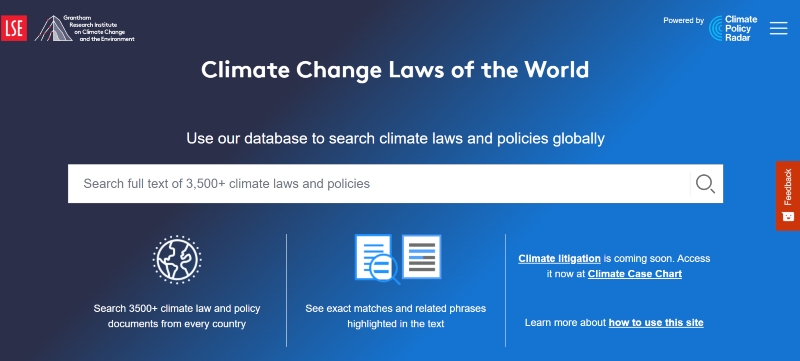 LSE
Grantham
Research Institute
on Climate Change
and the Environment
Powered by
Climate
Policy
Radar
Climate Change Laws of the World
Use our database to search climate laws and policies globally
Search full text of 3,500+ climate laws and policies
Feedback
Search 3500+ climate law and policy
documents from every country
See exact matches and related phrases
highlighted in the text
Climate litigation is coming soon. Access
it now at Climate Case Chart
Learn more about how to use this site